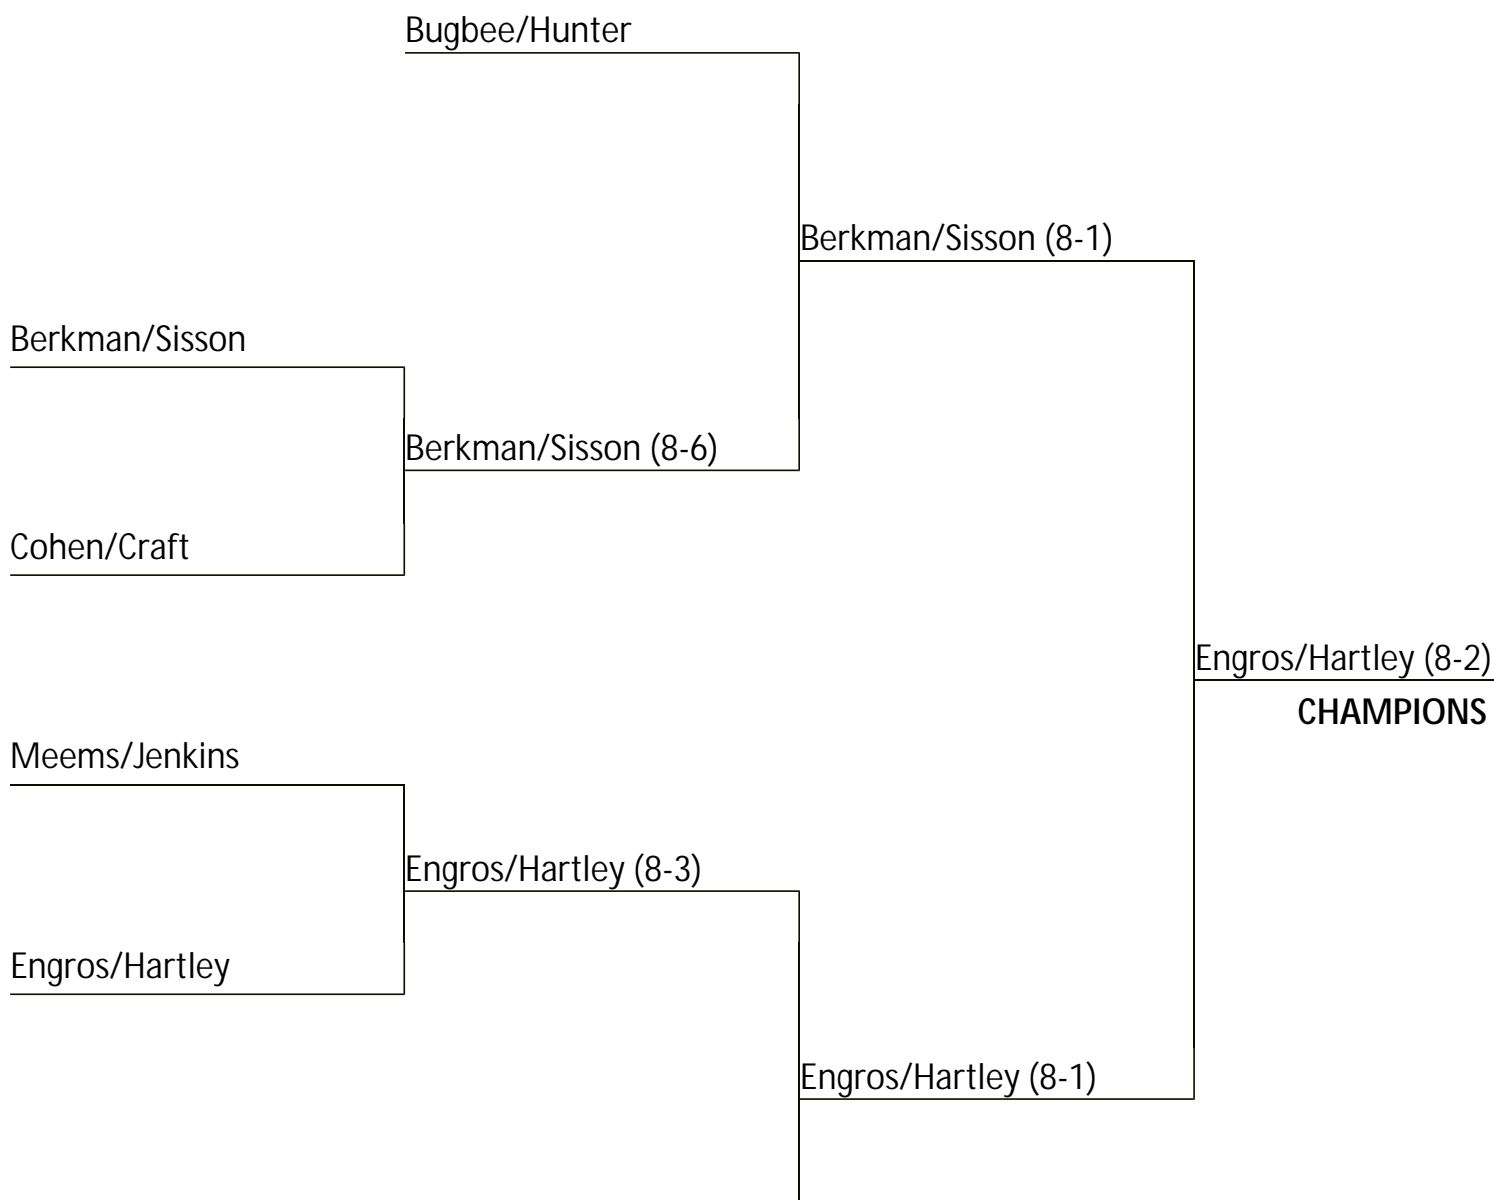 Bugbee/Hunter
Berkman/Sisson (8-1)
Berkman/Sisson
Berkman/Sisson (8-6)
Cohen/Craft
Engros/Hartley (8-2)
CHAMPIONS
Meems/Jenkins
Engros/Hartley (8-3)
Engros/Hartley
Engros/Hartley (8-1)